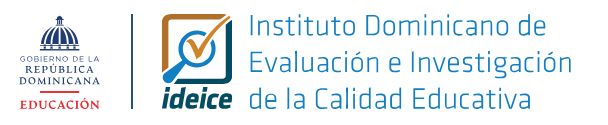 GOBIERNO DE LA
REPÚBLICA
DOMINICANA
EDUCACIÓN
ideice
Instituto Dominicano de
Evaluación e Investigación
de la Calidad Educativa